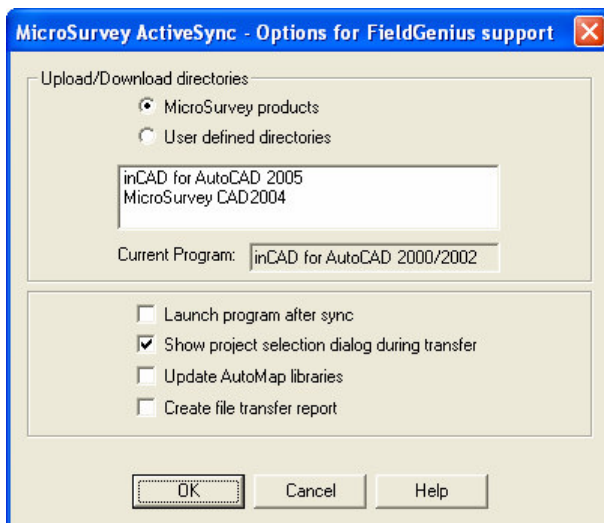 MicroSurvey ActiveSync - Options for FieldGenius support
Upload/Download directories
MicroSurvey products
User defined directories
inCAD for AutoCAD 2005
MicroSurvey CAD2004
Current Program: inCAD for AutoCAD 2000/2002
Launch program after sync
Show project selection dialog during transfer
Update AutoMap libraries
Create file transfer report
OK Cancel Help